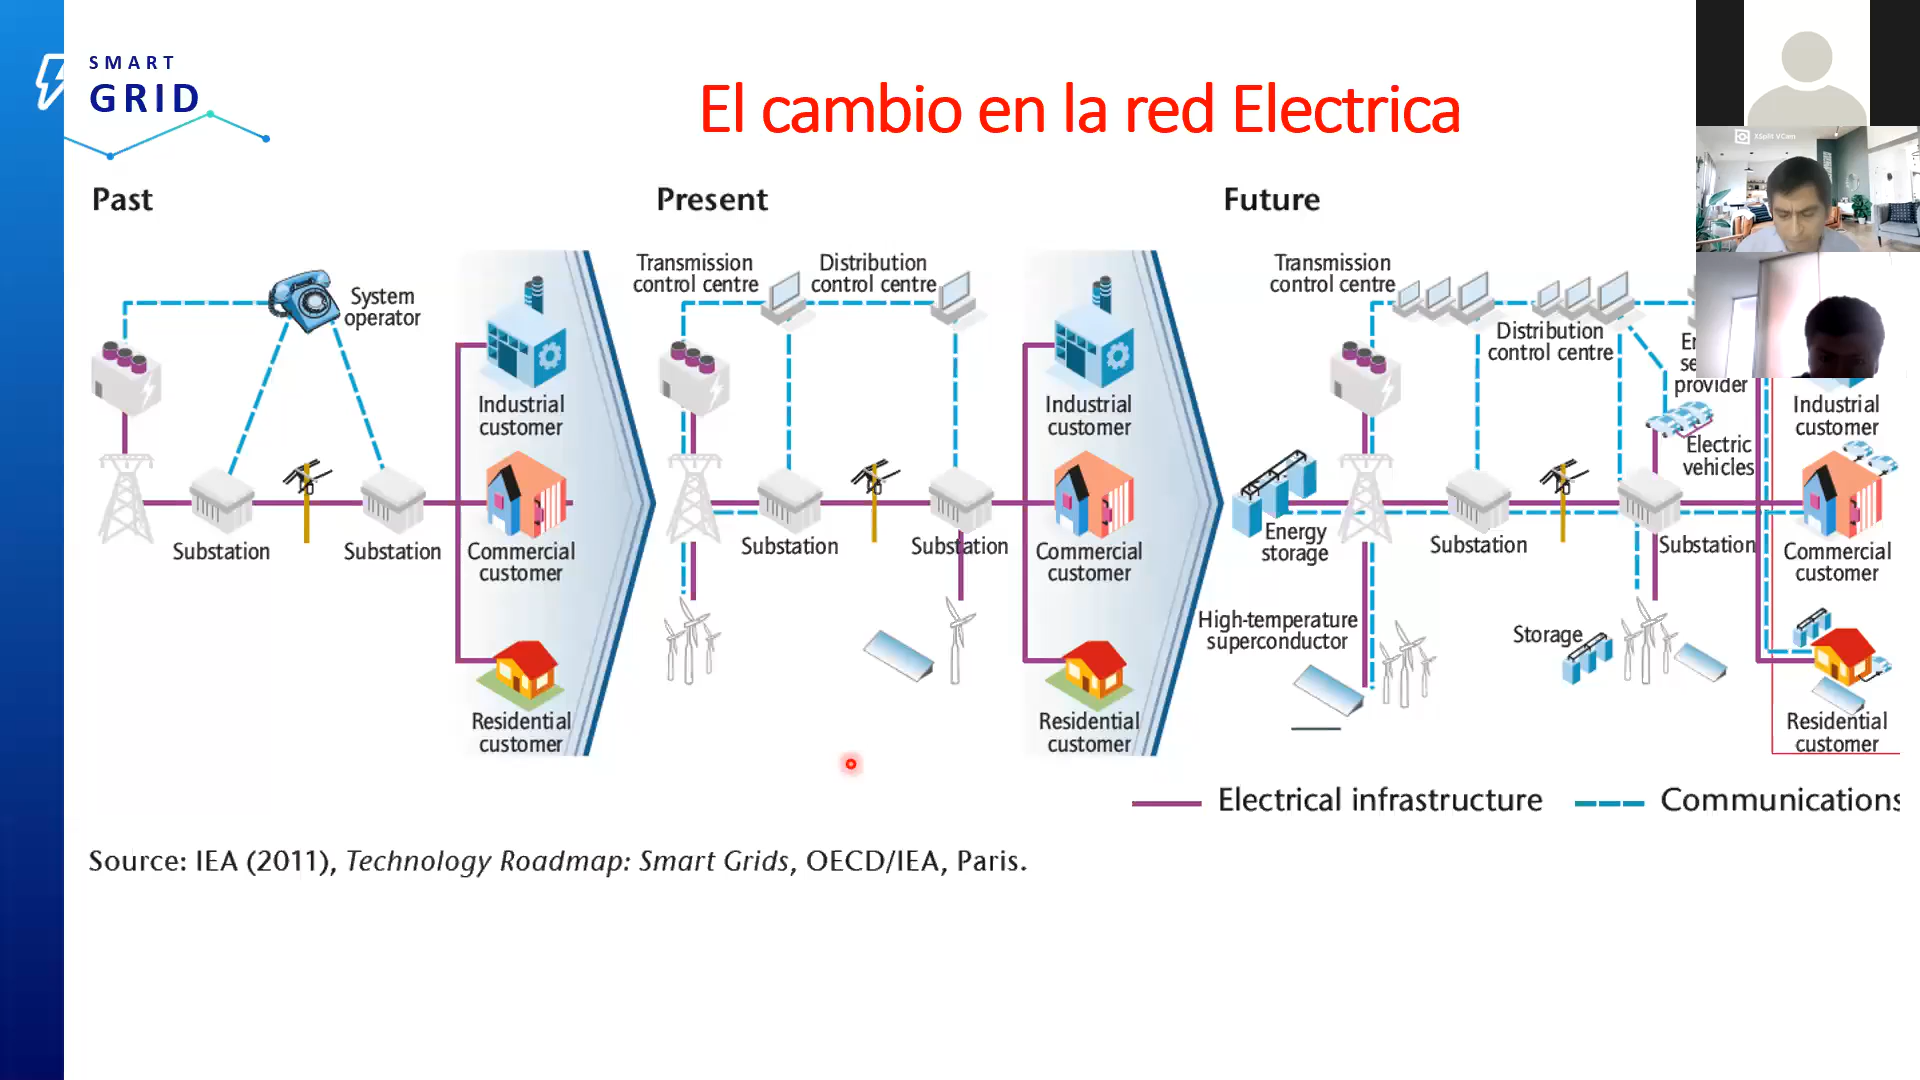 SMART
GRID
El cambio en la red Electrica
XSplit VCam
Past
Present
Future
System
operator
Industrial
customer
Substation
Substation
Commercial
customer
Residential
customer
Transmission
control centre
Distribution
control centre
Industrial
customer
Substation
Substation
Commercial
customer
Residential
customer
Transmission
control centre
Distribution
control centre
provider
Industrial
customer
Electric
vehicles
Energy
storage
Substation
Substation
Commercial
customer
High-temperature
superconductor
Storage
Residential
customer
Electrical infrastructure
Communications
Source: IEA (2011), Technology Roadmap: Smart Grids, OECD/IEA, Paris.